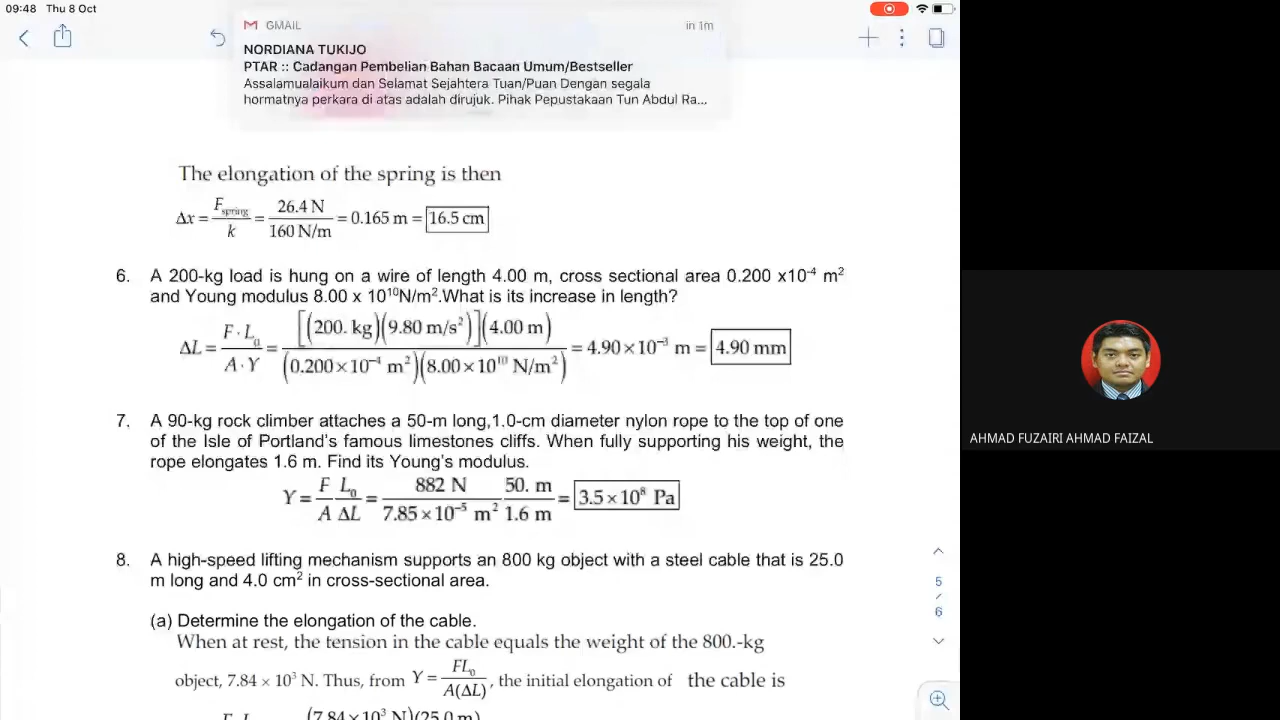 09:48 Thu 8 Oct
GMAIL in 1m
NORDIANA TUKIJO
PTAR :: Cadangan Pembelian Bahan Bacaan Umum/Bestseller
Assalamualaikum dan Selamat Sejahtera Tuan/Puan Dengan segala
hormatnya perkara di atas adalah dirujuk. Pihak Pepustakaan Tun Abdul Ra...
The elongation of the spring is then
Δx = F_spring / k = 26.4 N / 160 N/m = 0.165 m = 16.5 cm
6. A 200-kg load is hung on a wire of length 4.00 m, cross sectional area 0.200 x10⁻⁴ m²
and Young modulus 8.00 x 10¹⁰N/m².What is its increase in length?
ΔL = F · L₀ / A · Y = [(200. kg)(9.80 m/s²)](4.00 m) / (0.200×10⁻⁴ m²)(8.00×10¹⁰ N/m²) = 4.90×10⁻³ m = 4.90 mm
7. A 90-kg rock climber attaches a 50-m long,1.0-cm diameter nylon rope to the top of one
of the Isle of Portland's famous limestones cliffs. When fully supporting his weight, the
rope elongates 1.6 m. Find its Young's modulus.
Y = F / A L₀ / ΔL = 882 N / 7.85×10⁻⁵ m² 50. m / 1.6 m = 3.5×10⁸ Pa
8. A high-speed lifting mechanism supports an 800 kg object with a steel cable that is 25.0
m long and 4.0 cm² in cross-sectional area.
(a) Determine the elongation of the cable.
When at rest, the tension in the cable equals the weight of the 800.-kg
object, 7.84 × 10³ N. Thus, from Y = FL₀ / A(ΔL), the initial elongation of the cable is
(7.84×10³ N)(25.0 m)
5
/
6
AHMAD FUZAIRI AHMAD FAIZAL